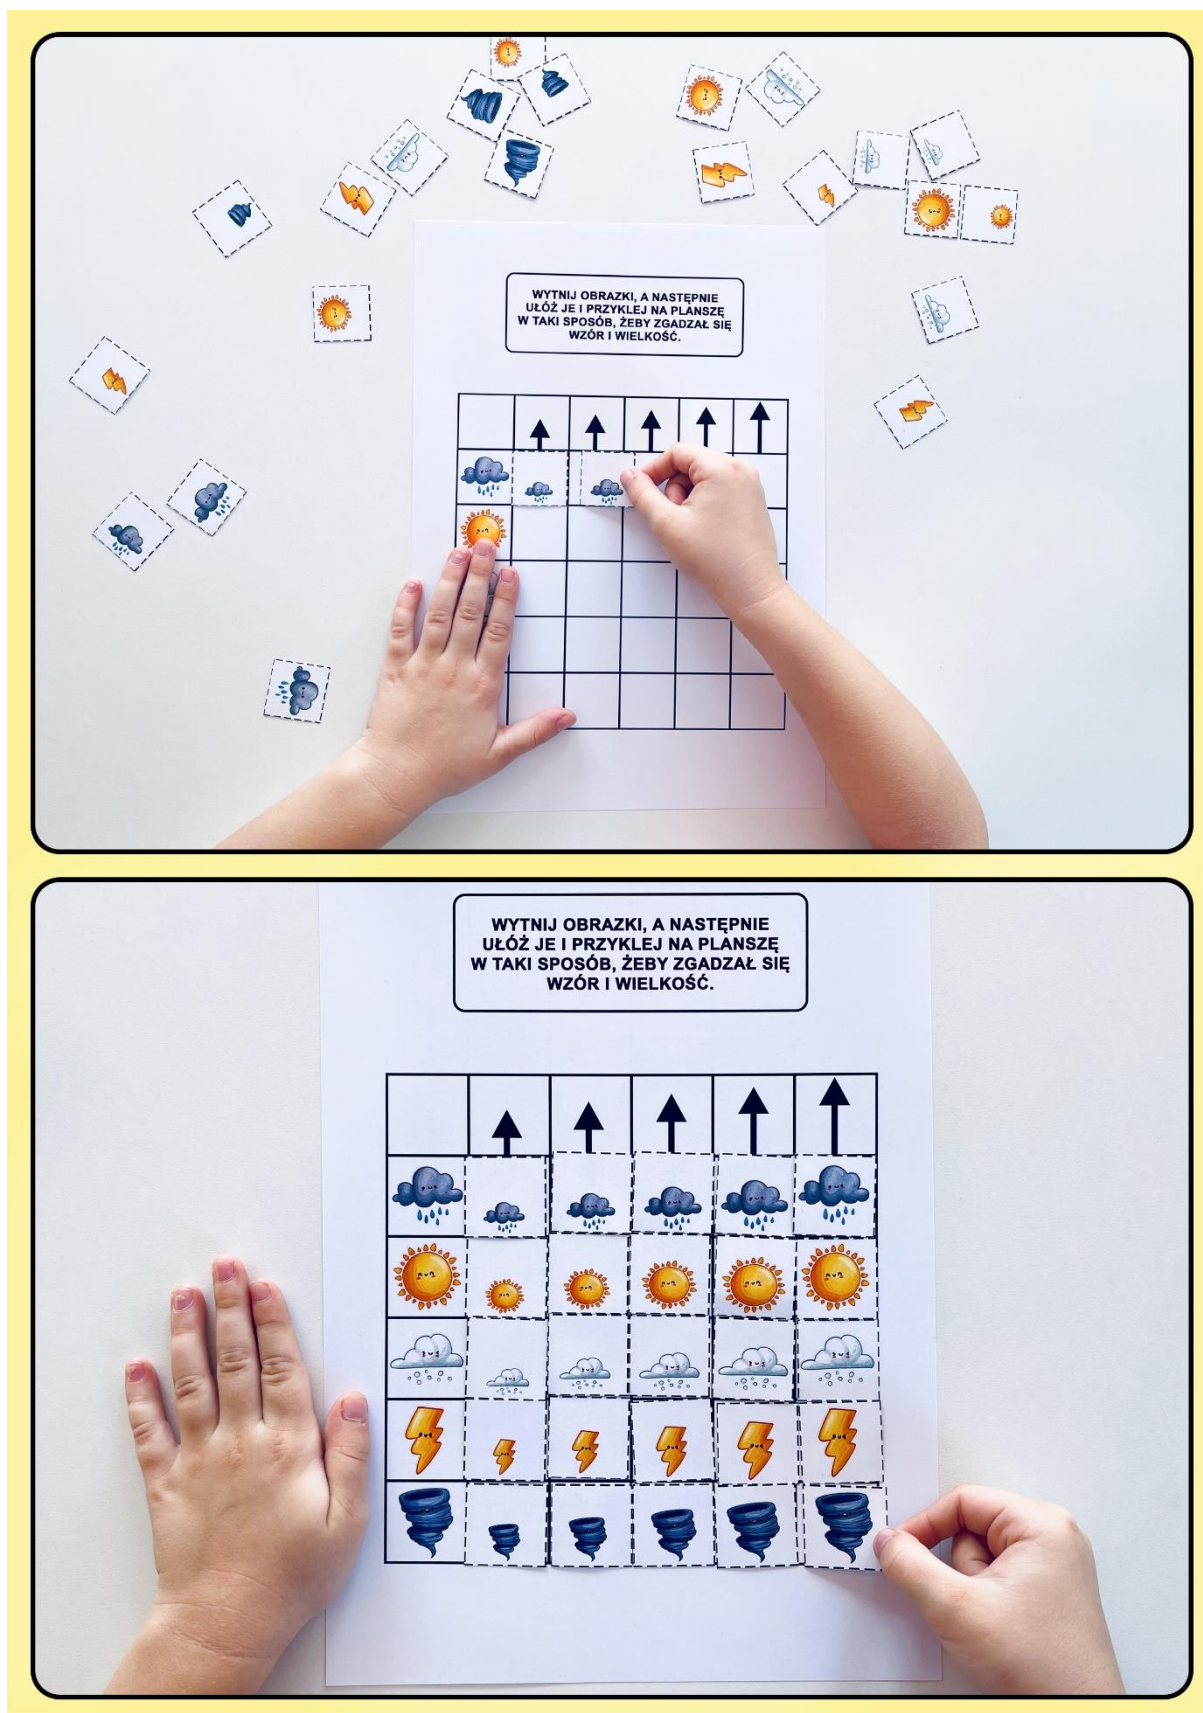 WYTNIJ OBRAZKI, A NASTĘPNIE
UŁÓŻ JE I PRZYKLEJ NA PLANSZĘ
W TAKI SPOSÓB, ŻEBY ZGADZAŁ SIĘ
WZÓR I WIELKOŚĆ.
WYTNIJ OBRAZKI, A NASTĘPNIE
UŁÓŻ JE I PRZYKLEJ NA PLANSZĘ
W TAKI SPOSÓB, ŻEBY ZGADZAŁ SIĘ
WZÓR I WIELKOŚĆ.